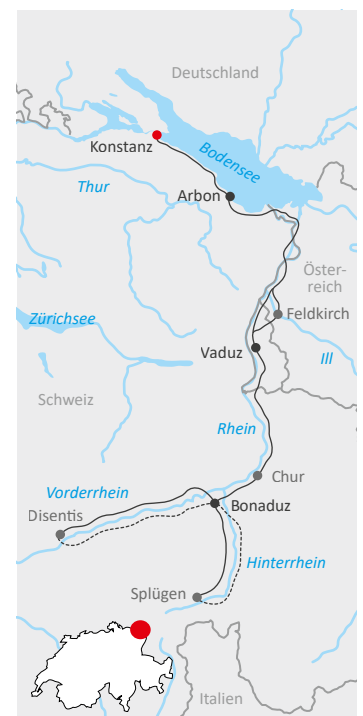 Deutschland
Konstanz
Bodensee
Thur
Arbon
Öster-
reich
Zürichsee
Feldkirch
Vaduz
Ill
Schweiz
Rhein
Chur
Vorderrhein
Disentis
Bonaduz
Hinterrhein
Splügen
Italien